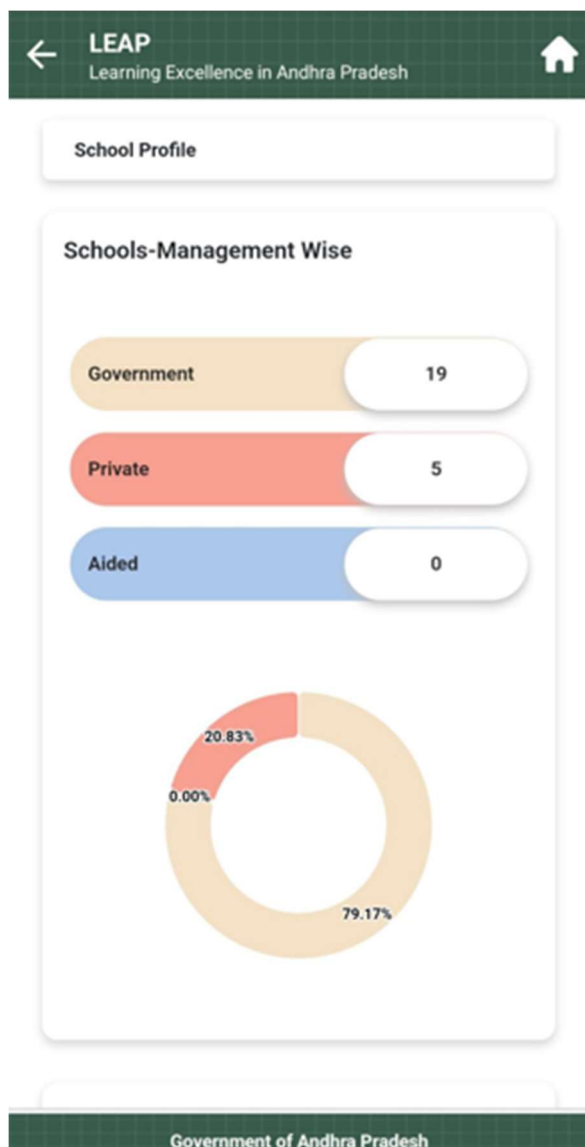 LEAP
Learning Excellence in Andhra Pradesh
School Profile
Schools-Management Wise
Government 19
Private 5
Aided 0
20.83%
0.00%
79.17%
Government of Andhra Pradesh